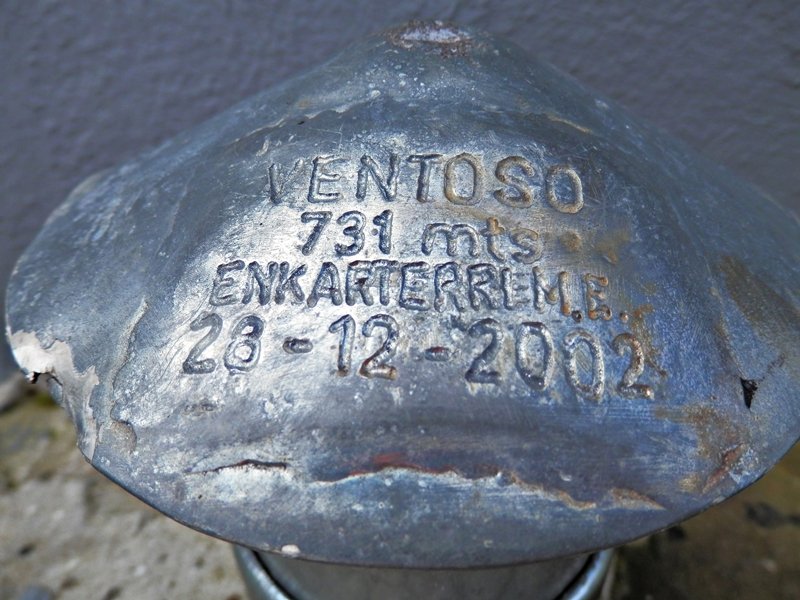 VENTOSO
731 mts.
ENKARTERRI M.E.
28-12-2002